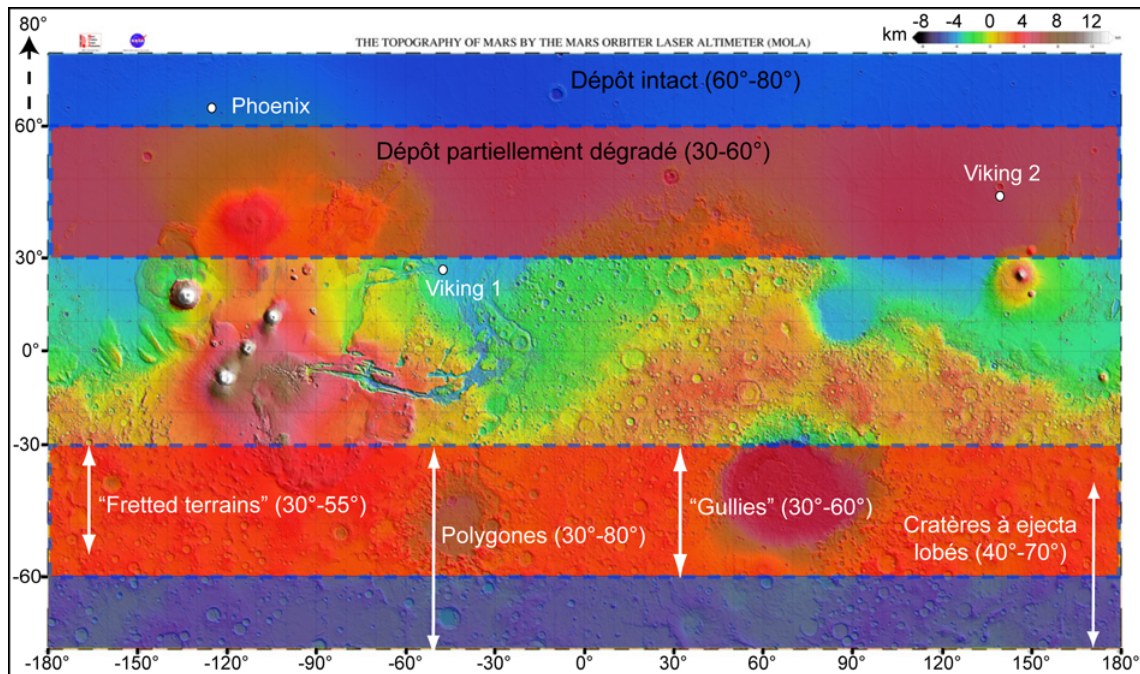 80°
THE TOPOGRAPHY OF MARS BY THE MARS ORBITER LASER ALTIMETER (MOLA)
km -8 -4 0 4 8 12
Dépôt intact (60°-80°)
Phoenix
60°
Dépôt partiellement dégradé (30-60°)
Viking 2
30°
Viking 1
0°
-30°
“Fretted terrains” (30°-55°)
Polygones (30°-80°)
“Gullies” (30°-60°)
Cratères à ejecta
lobés (40°-70°)
-60°
-180° -150° -120° -90° -60° -30° 0° 30° 60° 90° 120° 150° 180°